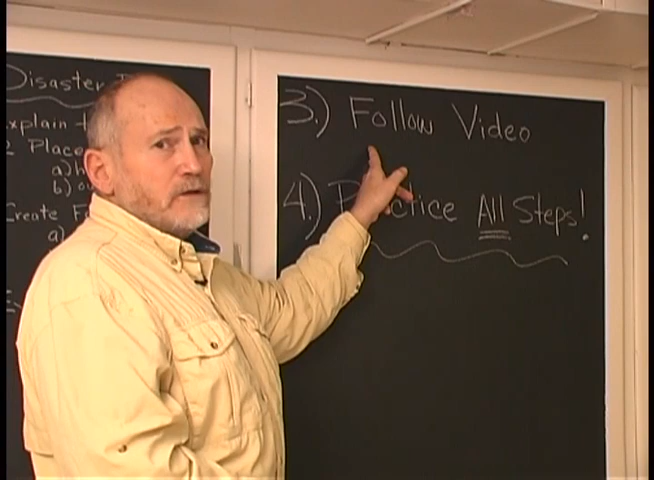 Disaster
Explain
2 Place
a)
b)
Create
a)
3.) Follow Video
4.) Practice All Steps!